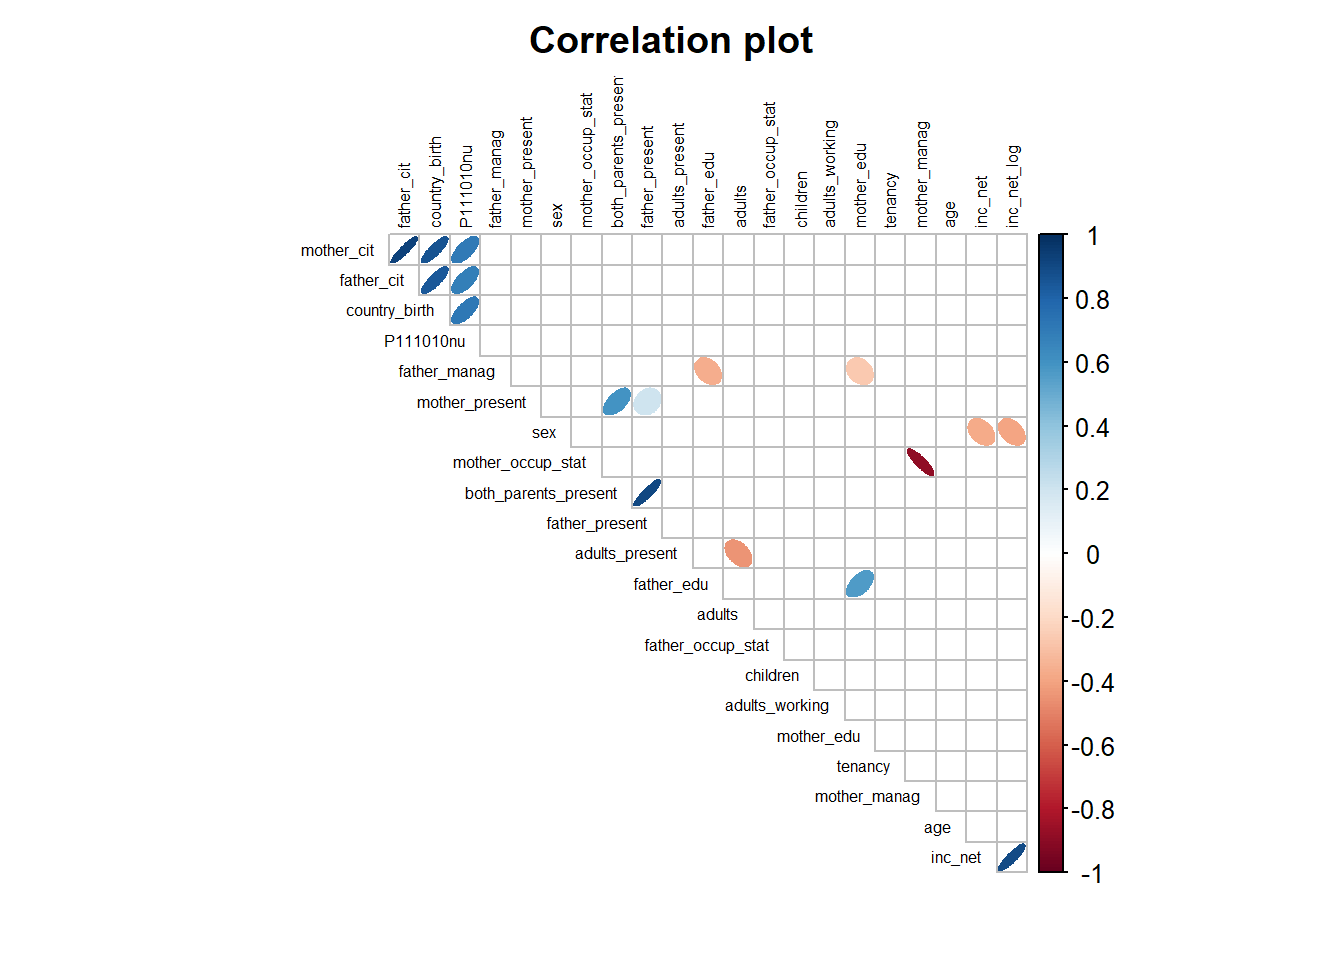 Correlation plot
father_cit
country_birth
P111010nu
father_manag
mother_present
sex
mother_occup_stat
both_parents_presen
father_present
adults_present
father_edu
adults
father_occup_stat
children
adults_working
mother_edu
tenancy
mother_manag
age
inc_net
inc_net_log
mother_cit
father_cit
country_birth
P111010nu
father_manag
mother_present
sex
mother_occup_stat
both_parents_present
father_present
adults_present
father_edu
adults
father_occup_stat
children
adults_working
mother_edu
tenancy
mother_manag
age
inc_net
1
0.8
0.6
0.4
0.2
0
-0.2
-0.4
-0.6
-0.8
-1